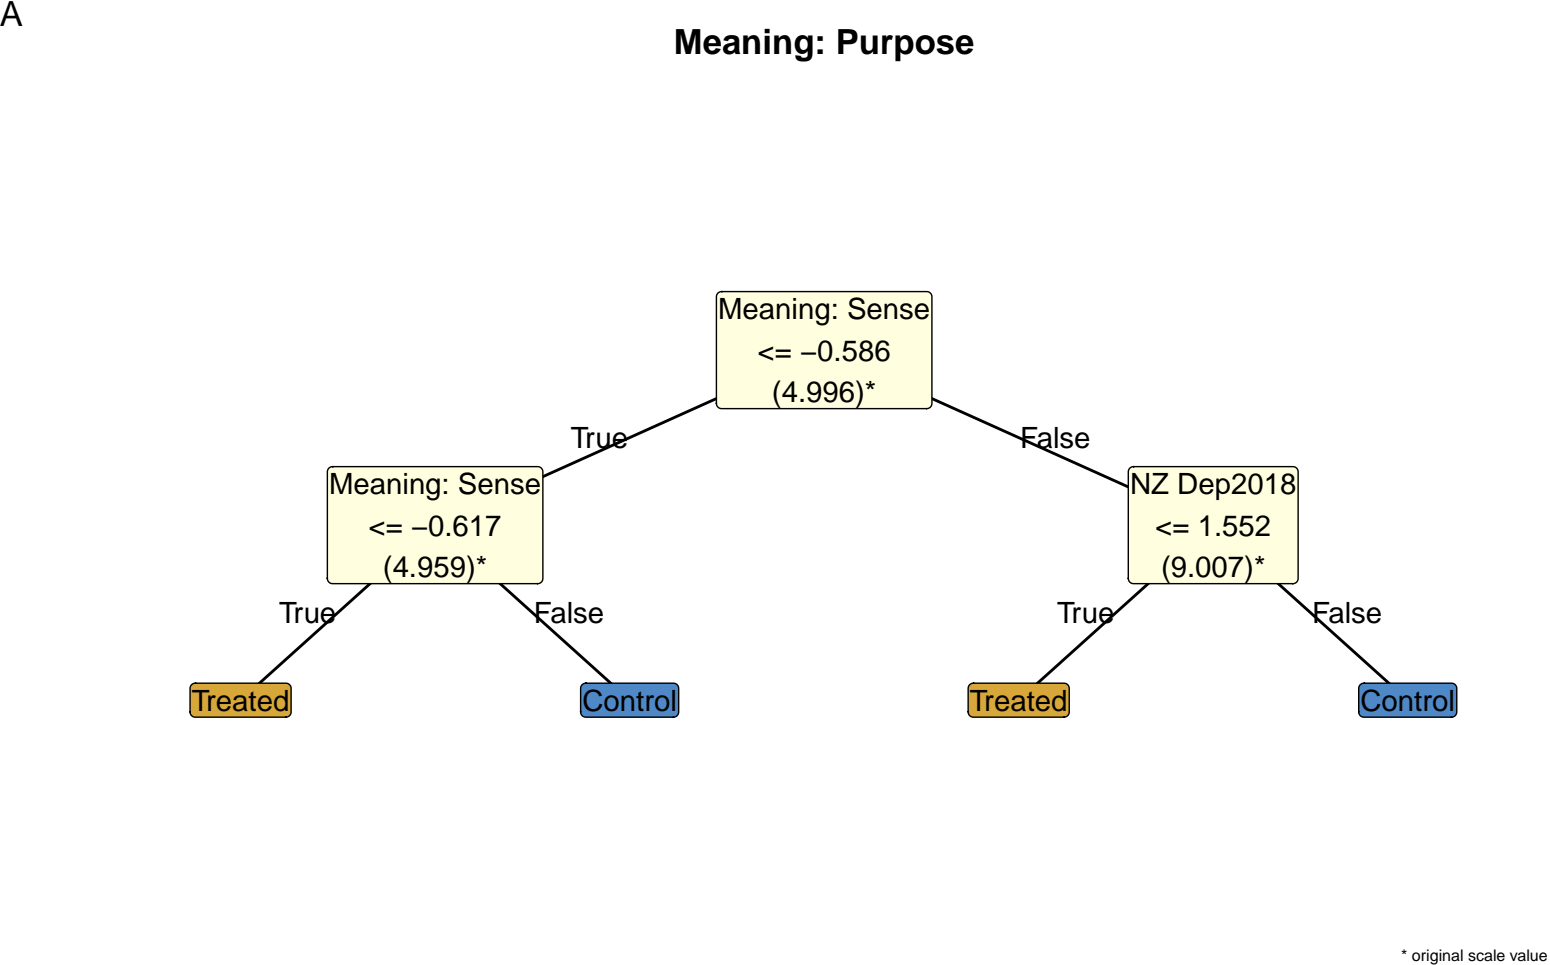 A
Meaning: Purpose
Meaning: Sense
<= −0.586
(4.996)*
True
False
Meaning: Sense
<= −0.617
(4.959)*
NZ Dep2018
<= 1.552
(9.007)*
True
False
True
False
Treated
Control
Treated
Control
* original scale value